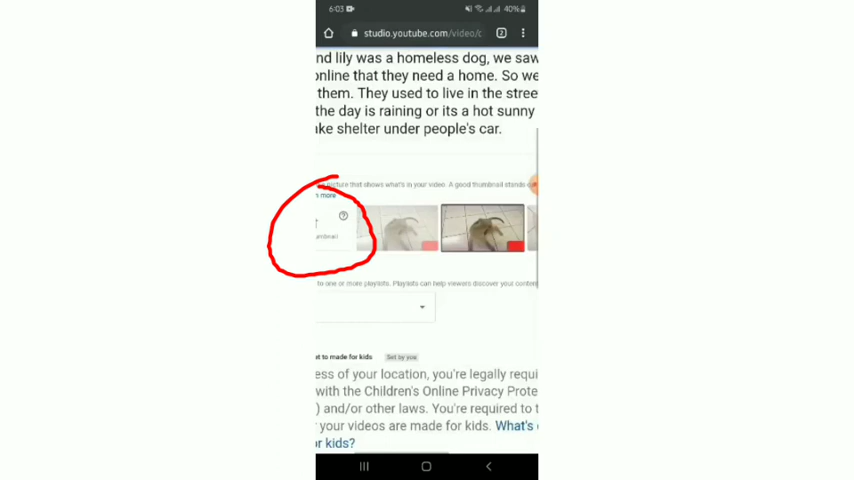 6:03
40%
studio.youtube.com/video/c
2
nd lily was a homeless dog, we saw
online that they need a home. So we
them. They used to live in the stree
the day is raining or its a hot sunny
ake shelter under people's car.
picture that shows what's in your video. A good thumbnail stands
n more
umbnail
to one or more playlists. Playlists can help viewers discover your conten
et to made for kids Set by you
ess of your location, you're legally requi
with the Children's Online Privacy Prote
) and/or other laws. You're required to t
your videos are made for kids. What's
or kids?